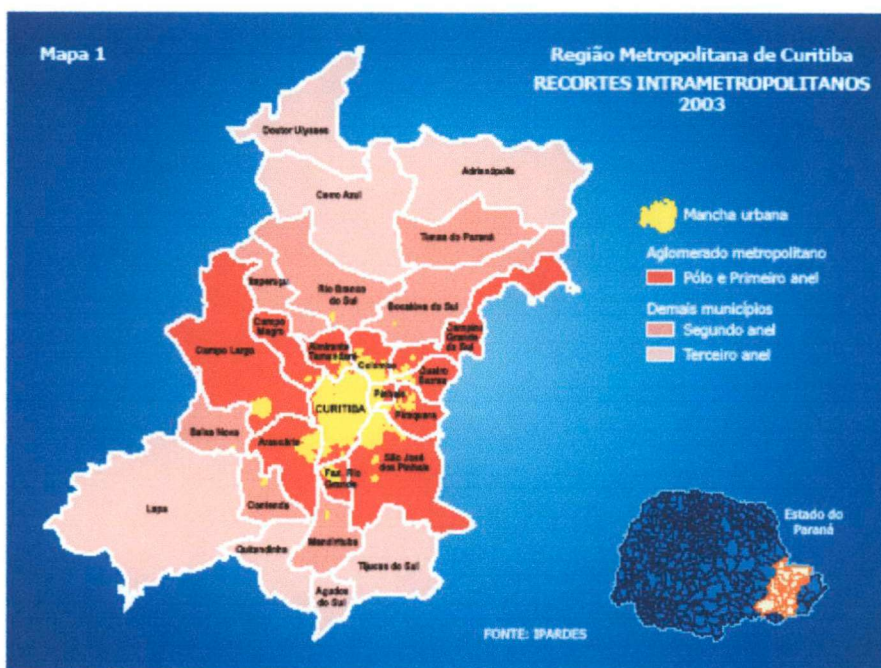 Mapa 1
Região Metropolitana de Curitiba
RECORTES INTRAMETROPOLITANOS
2003
Doutor Ulysses
Adrianópolis
Cerro Azul
Tunas do Paraná
Mancha urbana
Aglomerado metropolitano
Pólo e Primeiro anel
Demais municípios
Segundo anel
Terceiro anel
Itaperuçu
Rio Branco
do Sul
Bocaiúva do Sul
Campo
Magro
Almirante
Tamandaré
Campina
Grande
do Sul
Campo Largo
Colombo
Quatro
Barras
Pinhais
CURITIBA
Piraquara
Balsa Nova
Araucária
São José
dos Pinhais
Faz. Rio
Grande
Lapa
Contenda
Mandirituba
Quitandinha
Tijucas do Sul
Agudos
do Sul
Estado do
Paraná
FONTE: IPARDES